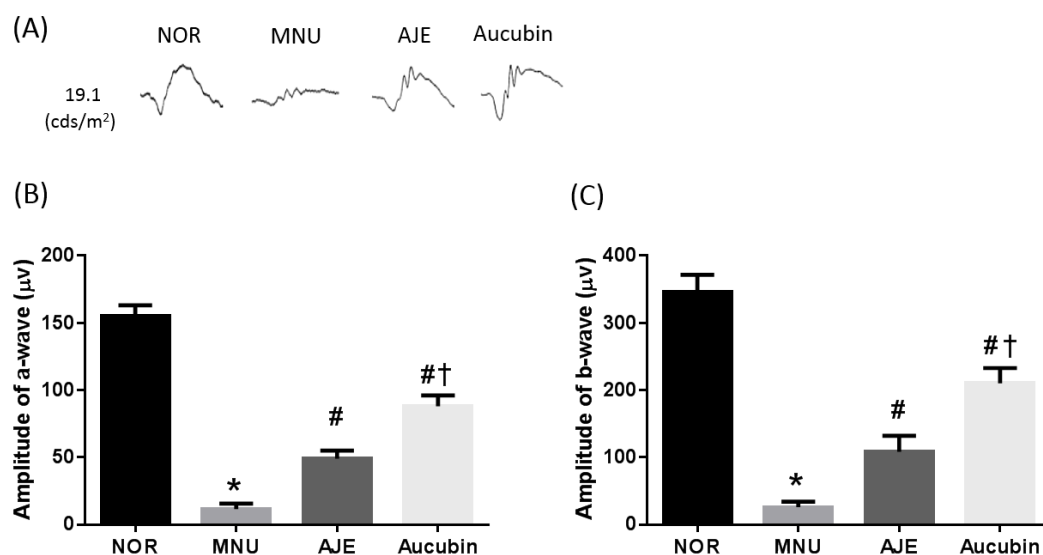 (A)
NOR MNU AJE Aucubin
19.1
(cds/m²)
(B)
Amplitude of a-wave (μv)
200
150
100
50
0
*
#
#†
NOR MNU AJE Aucubin
(C)
Amplitude of b-wave (μv)
400
300
200
100
0
*
#
#†
NOR MNU AJE Aucubin